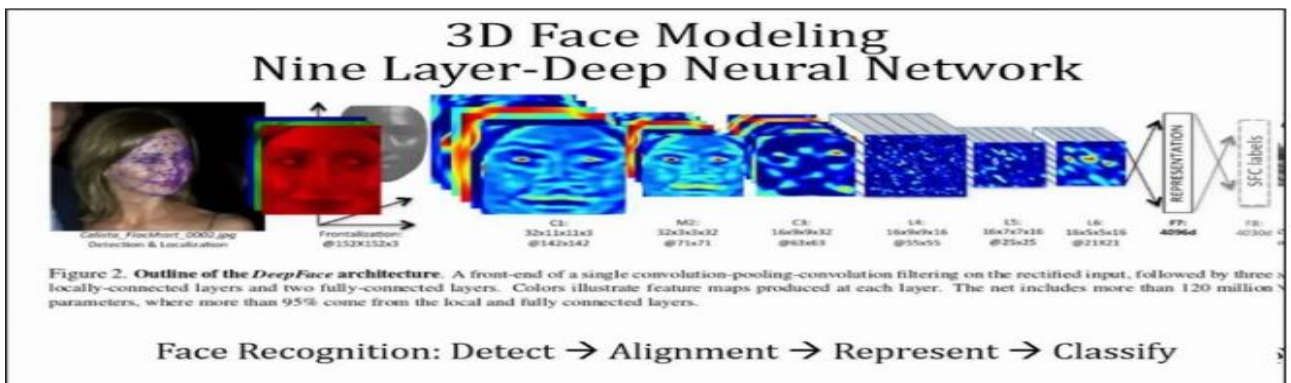 3D Face Modeling
Nine Layer-Deep Neural Network
Calista_Flockhart_0002.jpg
Detection & Localization
Frontalization:
@152X152x3
C1:
32x11x11x3
@142x142
M2:
32x3x3x32
@71x71
C3:
16x9x9x32
@63x63
L4:
16x9x9x16
@55x55
L5:
16x7x7x16
@25x25
L6:
16x5x5x16
@21X21
REPRESENTATION
F7:
4096d
SFC labels
F8:
4030d
Figure 2. Outline of the DeepFace architecture. A front-end of a single convolution-pooling-convolution filtering on the rectified input, followed by three
locally-connected layers and two fully-connected layers. Colors illustrate feature maps produced at each layer. The net includes more than 120 million
parameters, where more than 95% come from the local and fully connected layers.
Face Recognition: Detect → Alignment → Represent → Classify